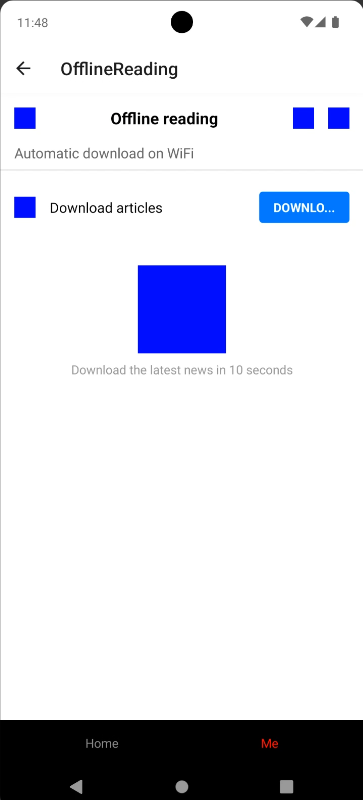 11:48
OfflineReading
Offline reading
Automatic download on WiFi
Download articles
DOWNLO...
Download the latest news in 10 seconds
Home
Me